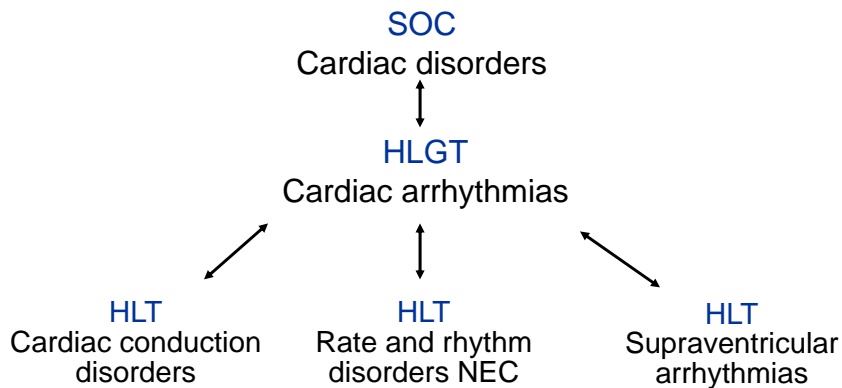 SOC
Cardiac disorders
HLGT
Cardiac arrhythmias
HLT
Cardiac conduction
disorders
HLT
Rate and rhythm
disorders NEC
HLT
Supraventricular
arrhythmias